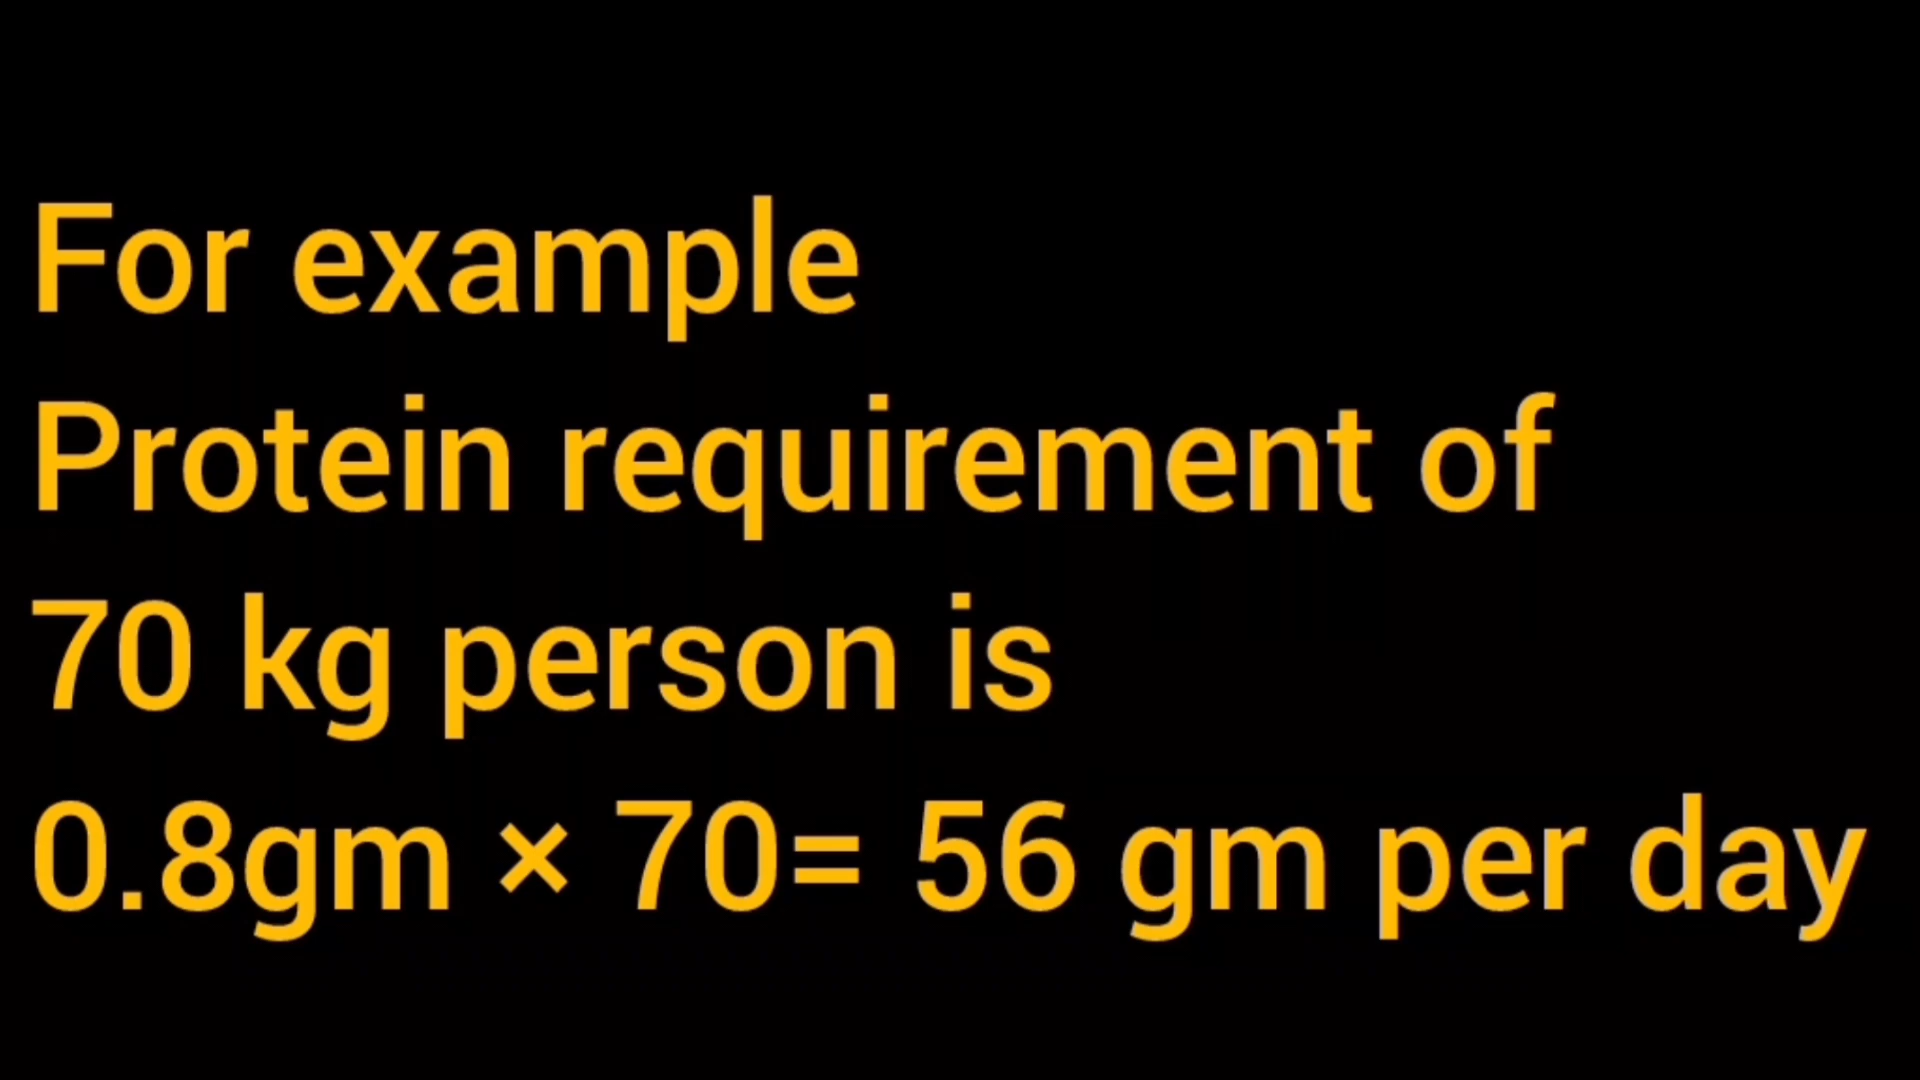 For example
Protein requirement of
70 kg person is
0.8gm × 70= 56 gm per day